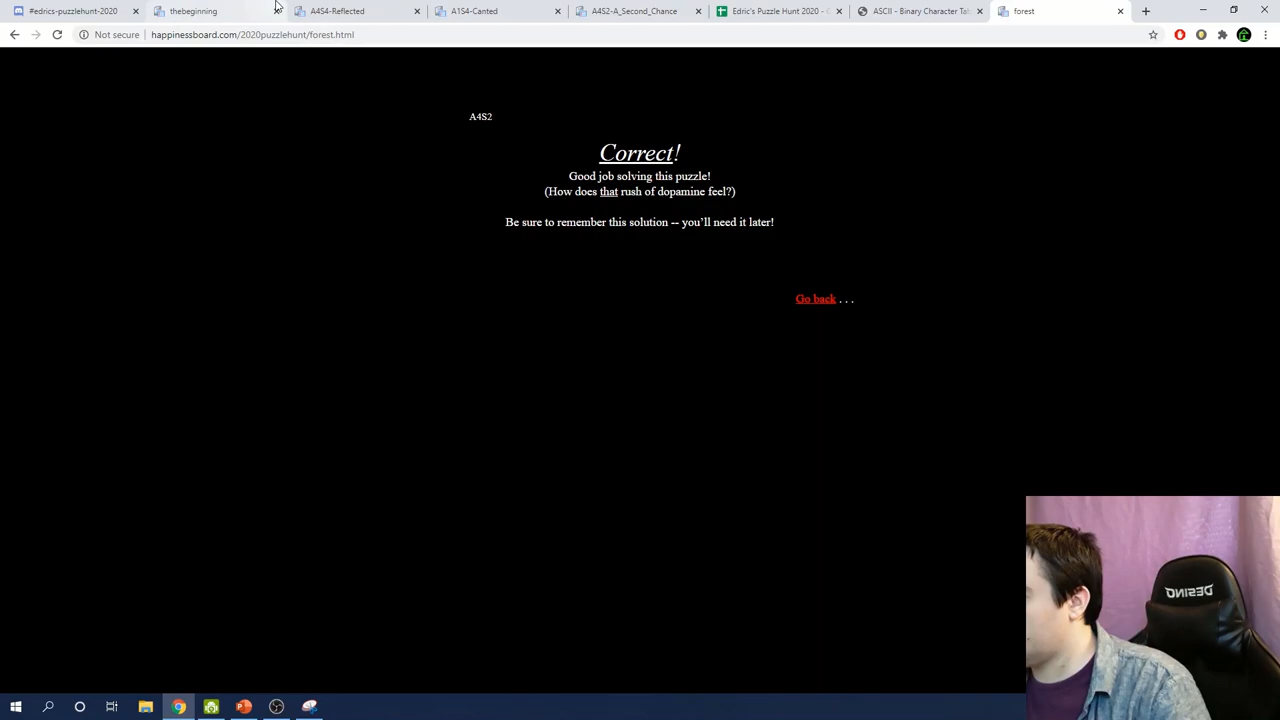 #edrics-puzzlehunt-2020
thebeginning
A4S4-Reflected
A1S4-Canted
A4S2-A_Second_Chance
Edric's Puzzle Hunt 2020 -
ASCII - Binary Character Tab
forest
Not secure
happinessboard.com/2020puzzlehunt/forest.html
A4S2
Correct!
Good job solving this puzzle!
(How does that rush of dopamine feel?)
Be sure to remember this solution -- you'll need it later!
Go back . . .
DESINO